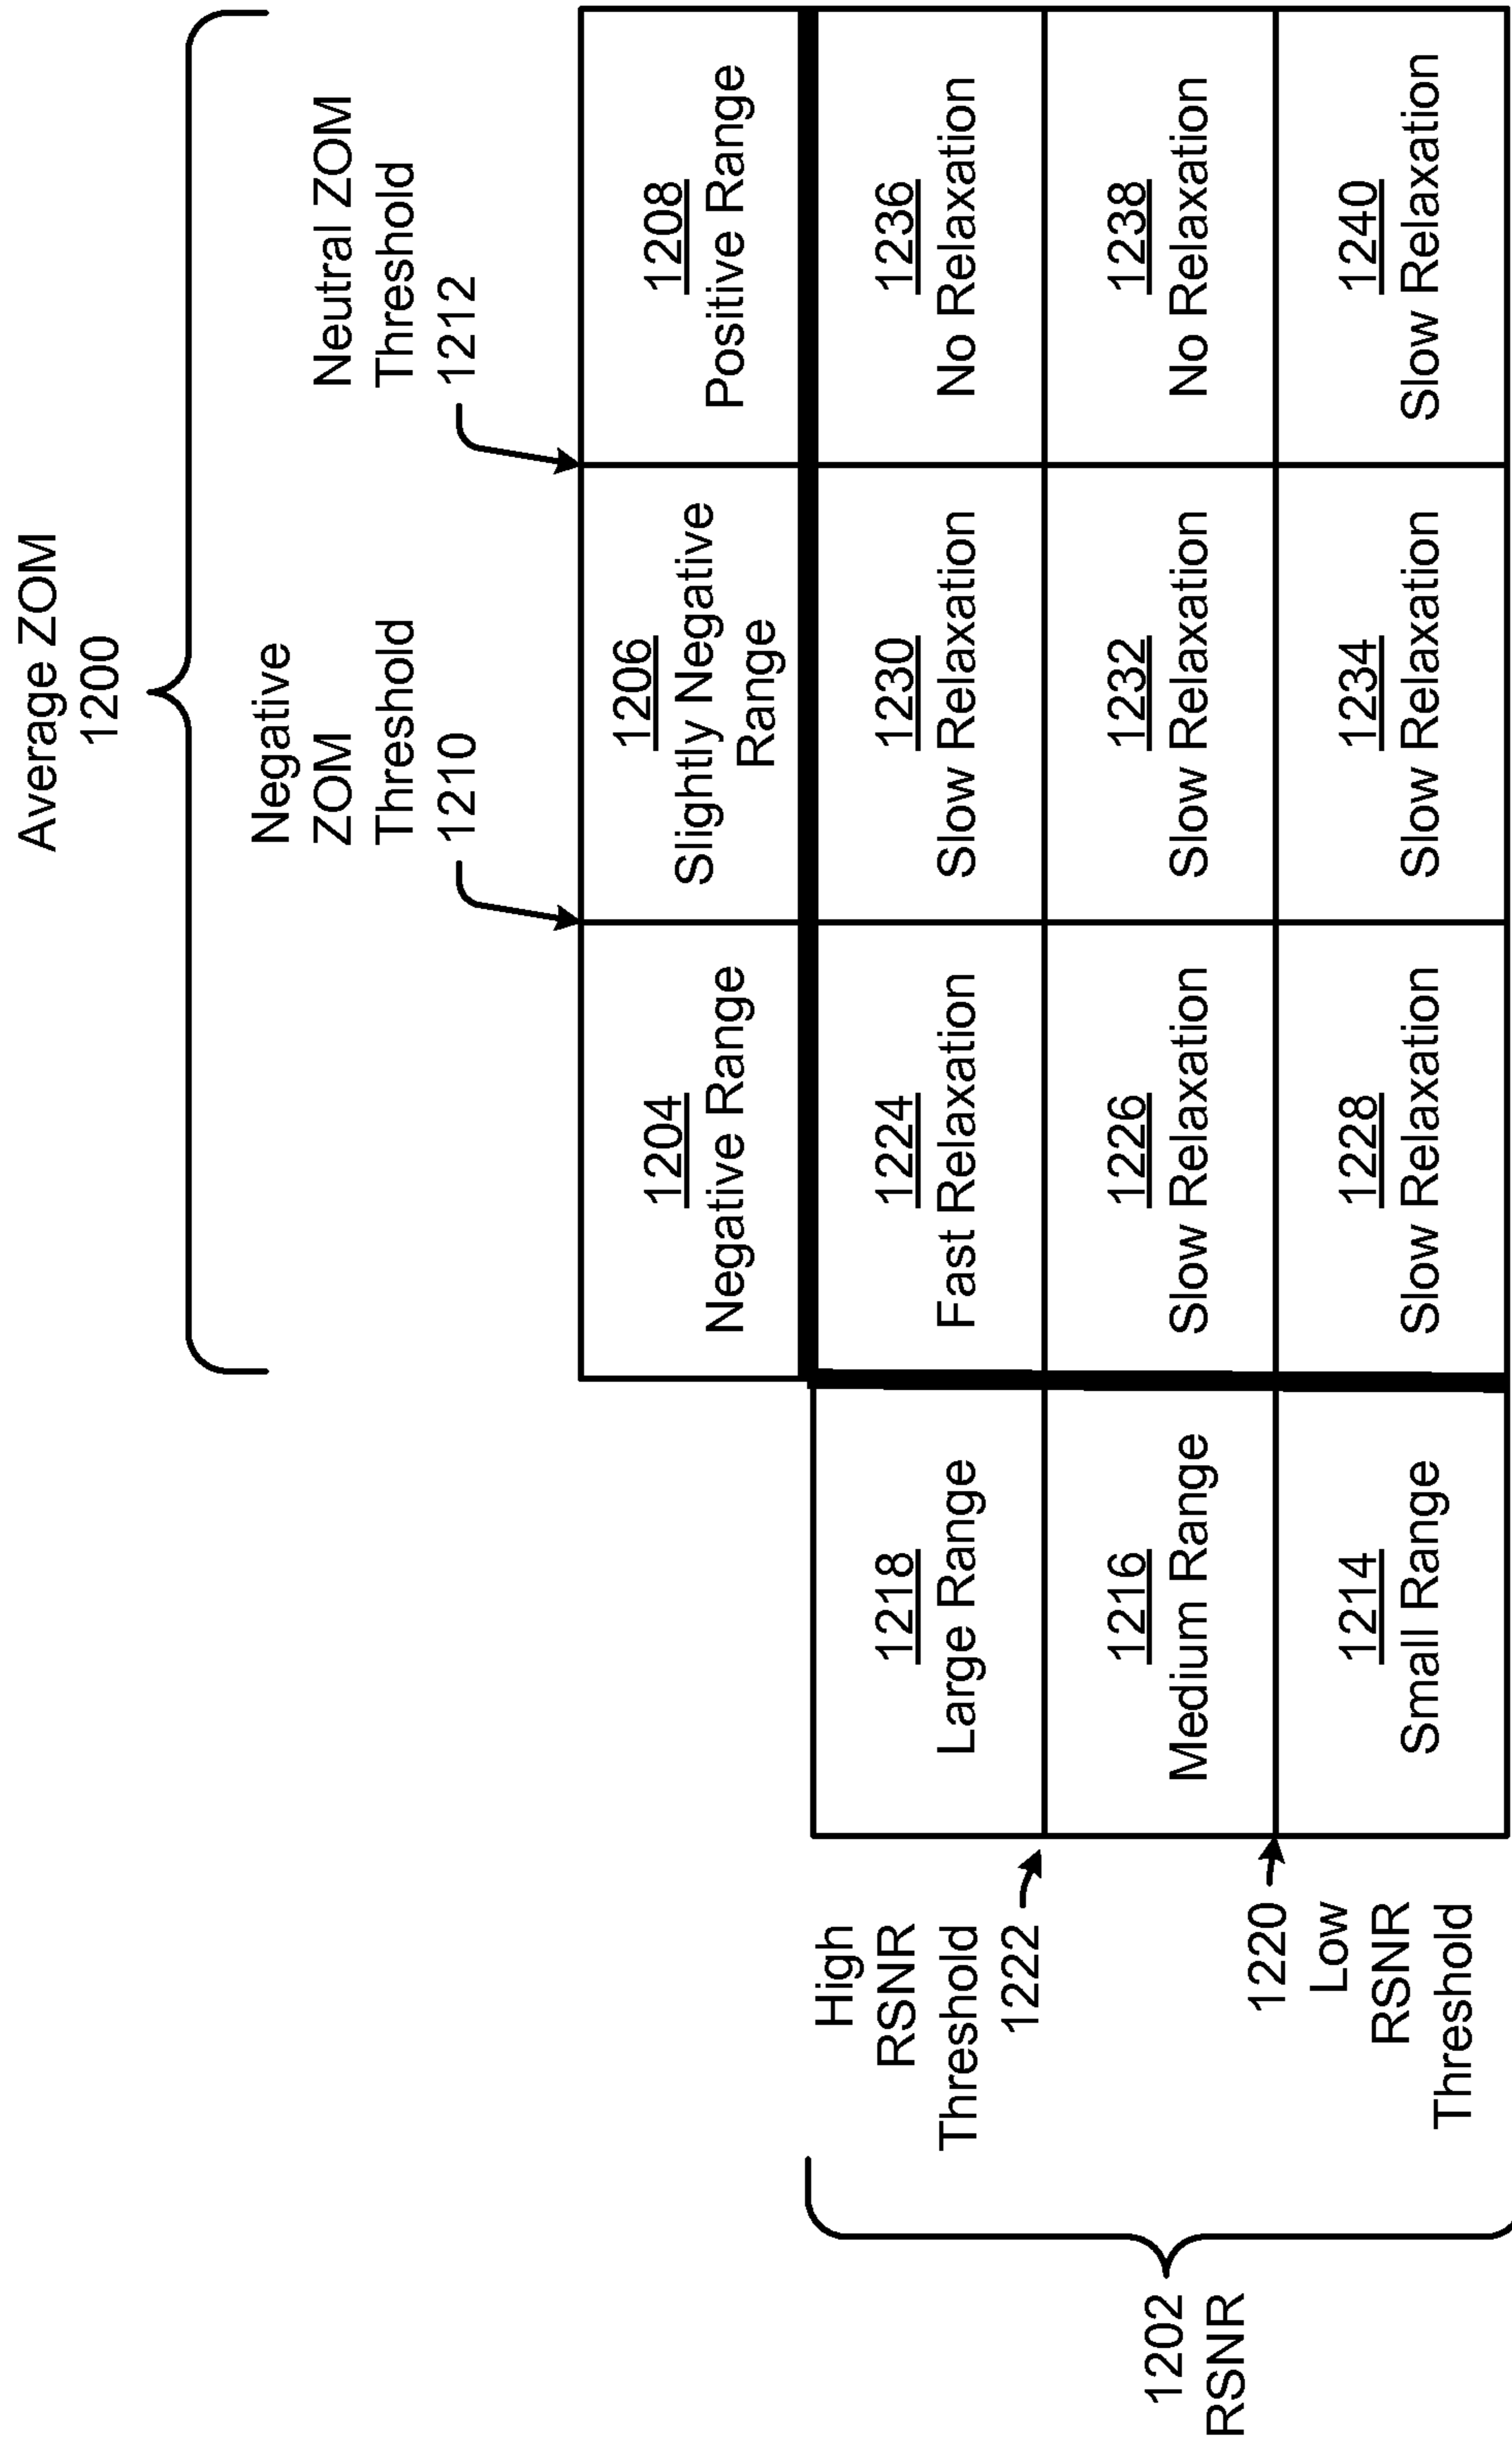 Average ZOM
1200
Negative
ZOM
Threshold
1210
Neutral ZOM
Threshold
1212
1204
Negative Range
1206
Slightly Negative
Range
1208
Positive Range
High
RSNR
Threshold
1222
1218
Large Range
1224
Fast Relaxation
1230
Slow Relaxation
1236
No Relaxation
1202
RSNR
1216
Medium Range
1226
Slow Relaxation
1232
Slow Relaxation
1238
No Relaxation
1220
Low
RSNR
Threshold
1214
Small Range
1228
Slow Relaxation
1234
Slow Relaxation
1240
Slow Relaxation